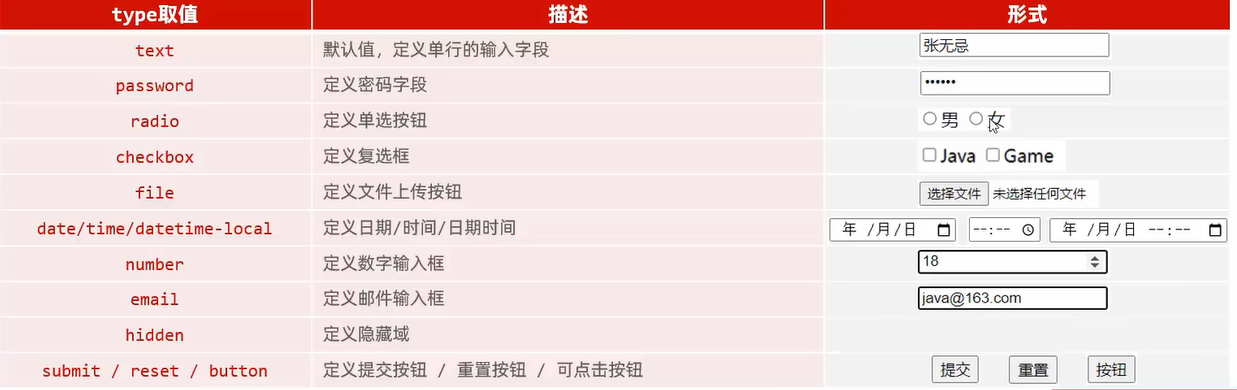 type取值 描述 形式
text 默认值，定义单行的输入字段 张无忌
password 定义密码字段 ••••••
radio 定义单选按钮 男 女
checkbox 定义复选框 Java Game
file 定义文件上传按钮 选择文件 未选择任何文件
date/time/datetime-local 定义日期/时间/日期时间 年 /月/日 --:-- 年 /月/日 --:--
number 定义数字输入框 18
email 定义邮件输入框 java@163.com
hidden 定义隐藏域
submit / reset / button 定义提交按钮 / 重置按钮 / 可点击按钮 提交 重置 按钮